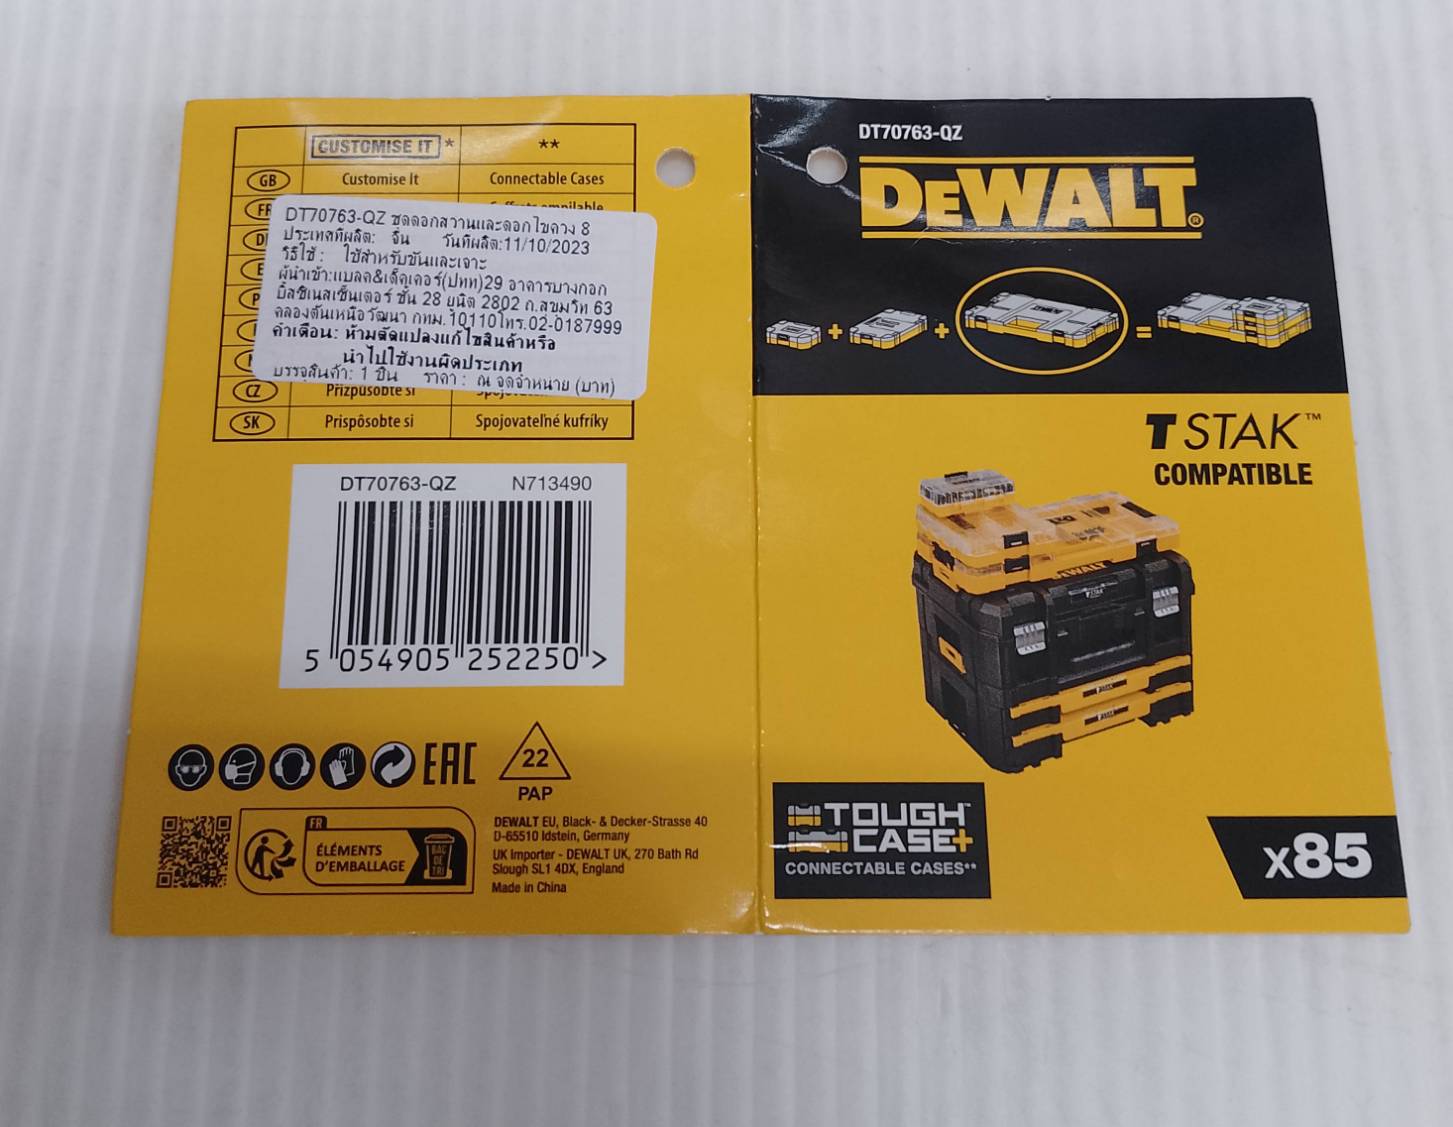 CUSTOMISE IT * **
GB Customise It Connectable Cases
FR
DT70763-QZ ชุดดอกสว่านและดอกไขควง 8
ประเทศที่ผลิต: จีน วันที่ผลิต:11/10/2023
วิธีใช้ : ใช้สำหรับขันและเจาะ
ผู้นำเข้า:แบลค&เด็คเคอร์(ปทท)29 อาคารบางกอก
บิสซิเนสเซ็นเตอร์ ชั้น 28 ยูนิต 2802 ถ.สุขุมวิท 63
คลองตันเหนือวัฒนา กทม.10110โทร.02-0187999
คำเตือน: ห้ามดัดแปลงแก้ไขสินค้าหรือ
นำไปใช้งานผิดประเภท
บรรจุสินค้า: 1 ชิ้น ราคา : ณ จุดจำหน่าย (บาท)
CZ Přizpůsobte si
SK Prispôsobte si Spojovateľné kufríky
DT70763-QZ N713490
5 054905 252250 >
EAC
22
PAP
FR
ÉLÉMENTS
D'EMBALLAGE
BAC
DE
TRI
DEWALT EU, Black- & Decker-Strasse 40
D-65510 Idstein, Germany
UK Importer - DEWALT UK, 270 Bath Rd
Slough SL1 4DX, England
Made in China
DT70763-QZ
DEWALT®
+ + =
T STAK™
COMPATIBLE
DEWALT
TSTAK
TOUGH™
CASE+
CONNECTABLE CASES**
x85